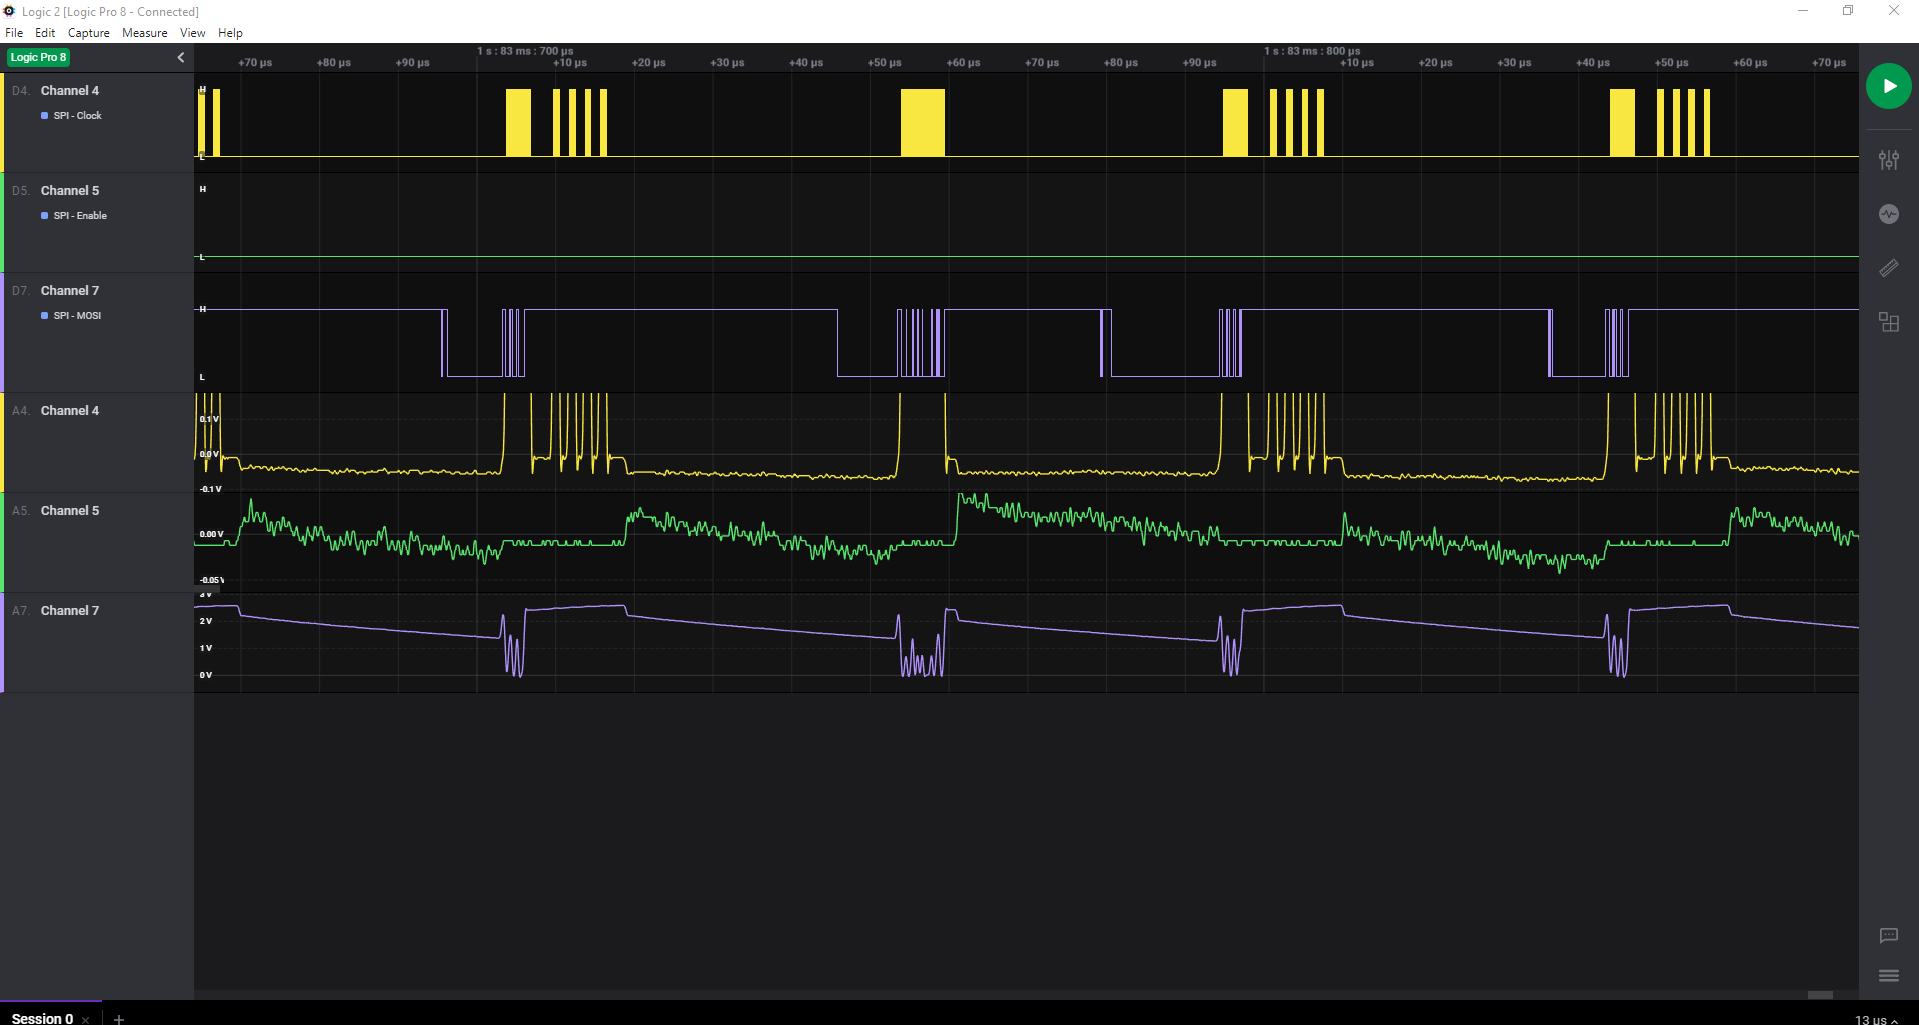 Logic 2 [Logic Pro 8 - Connected]
File Edit Capture Measure View Help
Logic Pro 8
1 s : 83 ms : 700 µs 1 s : 83 ms : 800 µs
+70 µs +80 µs +90 µs +10 µs +20 µs +30 µs +40 µs +50 µs +60 µs +70 µs +80 µs +90 µs +10 µs +20 µs +30 µs +40 µs +50 µs +60 µs +70 µs
D4. Channel 4
SPI - Clock
H
L
D5. Channel 5
SPI - Enable
H
L
D7. Channel 7
SPI - MOSI
H
L
A4. Channel 4
0.1 V
0.0 V
-0.1 V
A5. Channel 5
0.00 V
-0.05 V
A7. Channel 7
3 V
2 V
1 V
0 V
Session 0
13 µs